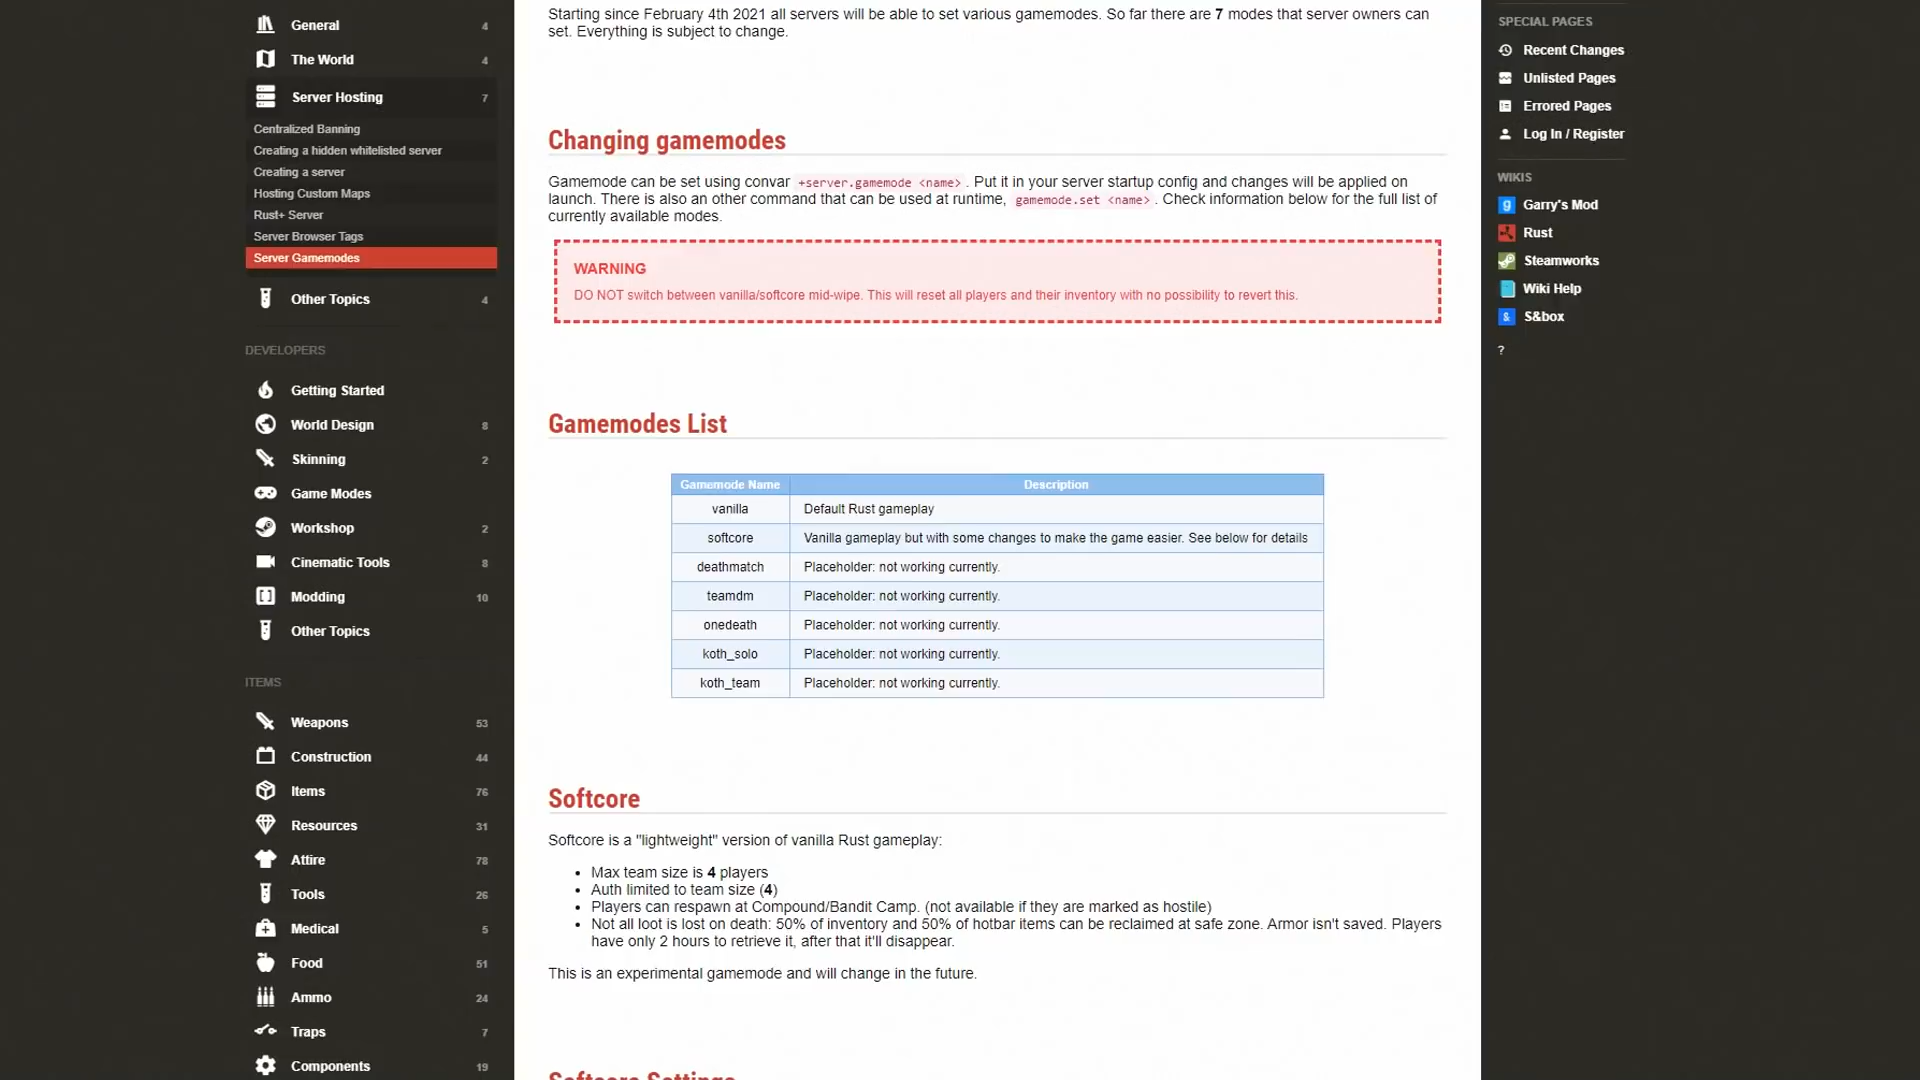 General 4
The World 4
Server Hosting 7
Centralized Banning
Creating a hidden whitelisted server
Creating a server
Hosting Custom Maps
Rust+ Server
Server Browser Tags
Server Gamemodes
Other Topics 4
DEVELOPERS
Getting Started
World Design 8
Skinning 2
Game Modes
Workshop 2
Cinematic Tools 8
Modding 10
Other Topics
ITEMS
Weapons 53
Construction 44
Items 76
Resources 31
Attire 78
Tools 26
Medical 5
Food 51
Ammo 24
Traps 7
Components 19
Starting since February 4th 2021 all servers will be able to set various gamemodes. So far there are 7 modes that server owners can
set. Everything is subject to change.
Changing gamemodes
Gamemode can be set using convar +server.gamemode <name> . Put it in your server startup config and changes will be applied on
launch. There is also an other command that can be used at runtime, gamemode.set <name> . Check information below for the full list of
currently available modes.
WARNING
DO NOT switch between vanilla/softcore mid-wipe. This will reset all players and their inventory with no possibility to revert this.
Gamemodes List
Gamemode Name Description
vanilla Default Rust gameplay
softcore Vanilla gameplay but with some changes to make the game easier. See below for details
deathmatch Placeholder: not working currently.
teamdm Placeholder: not working currently.
onedeath Placeholder: not working currently.
koth_solo Placeholder: not working currently.
koth_team Placeholder: not working currently.
Softcore
Softcore is a "lightweight" version of vanilla Rust gameplay:
• Max team size is 4 players
• Auth limited to team size (4)
• Players can respawn at Compound/Bandit Camp. (not available if they are marked as hostile)
• Not all loot is lost on death: 50% of inventory and 50% of hotbar items can be reclaimed at safe zone. Armor isn't saved. Players
have only 2 hours to retrieve it, after that it'll disappear.
This is an experimental gamemode and will change in the future.
Softcore Settings
SPECIAL PAGES
Recent Changes
Unlisted Pages
Errored Pages
Log In / Register
WIKIS
g Garry's Mod
Rust
Steamworks
Wiki Help
& S&box
?